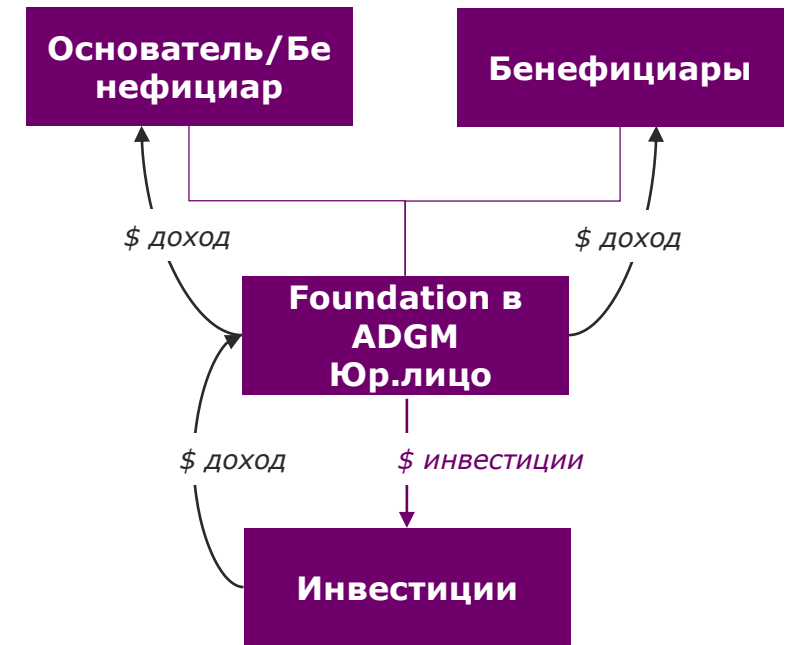 Основатель/Бе
нефициар
Бенефициары
$ доход
$ доход
Foundation в
ADGM
Юр.лицо
$ доход
$ инвестиции
Инвестиции